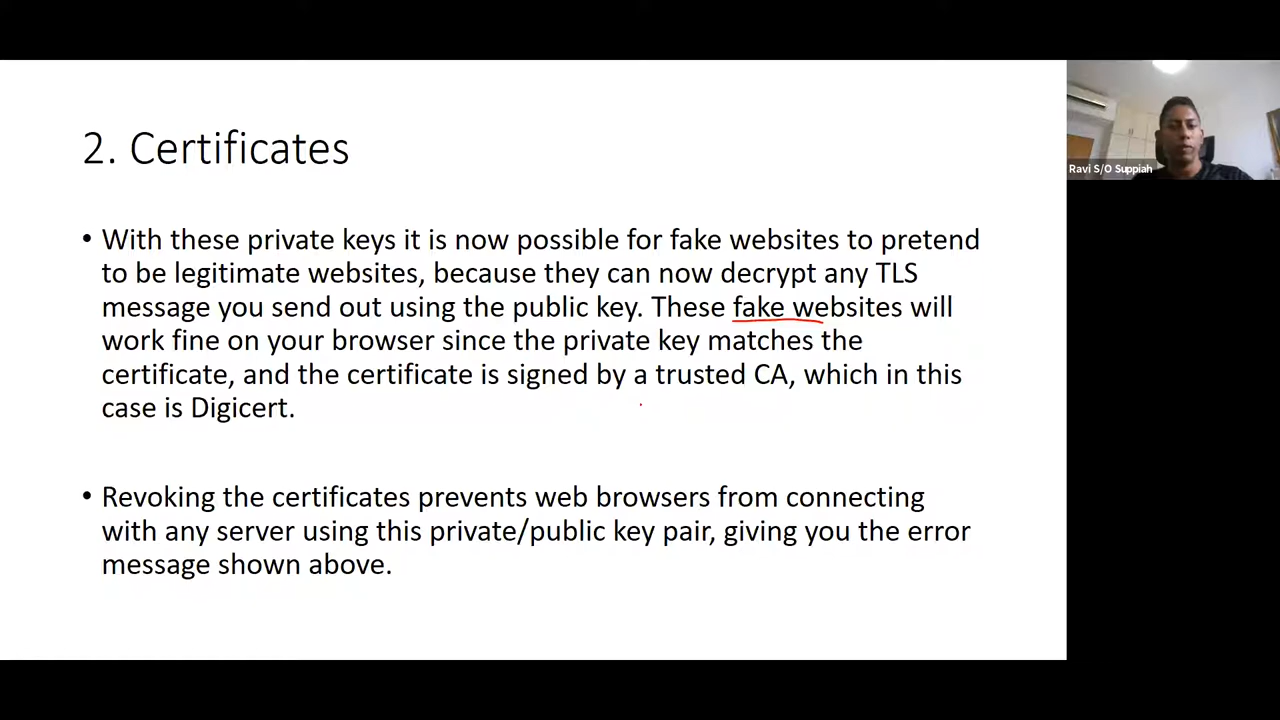 2. Certificates
• With these private keys it is now possible for fake websites to pretend
to be legitimate websites, because they can now decrypt any TLS
message you send out using the public key. These fake websites will
work fine on your browser since the private key matches the
certificate, and the certificate is signed by a trusted CA, which in this
case is Digicert.
• Revoking the certificates prevents web browsers from connecting
with any server using this private/public key pair, giving you the error
message shown above.
Ravi S/O Suppiah